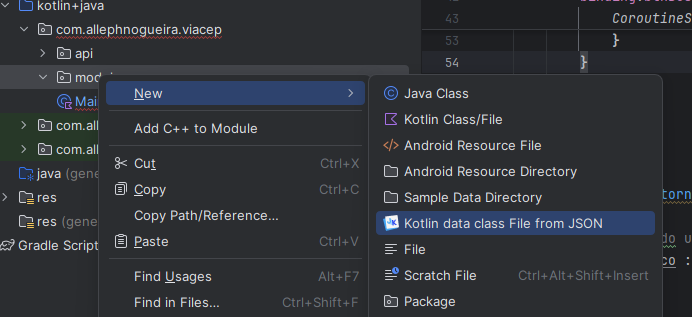 kotlin+java
com.allephnogueira.viacep
api
Mai
com.all
com.all
java (gene
res
res (gene
Gradle Script
New
Add C++ to Module
Cut Ctrl+X
Copy Ctrl+C
Copy Path/Reference...
Paste Ctrl+V
Find Usages Alt+F7
Find in Files... Ctrl+Shift+F
Java Class
Kotlin Class/File
Android Resource File
Android Resource Directory
Sample Data Directory
Kotlin data class File from JSON
File
Scratch File Ctrl+Alt+Shift+Insert
Package
43 CoroutineS
53 }
54 }
torn
do u
co :